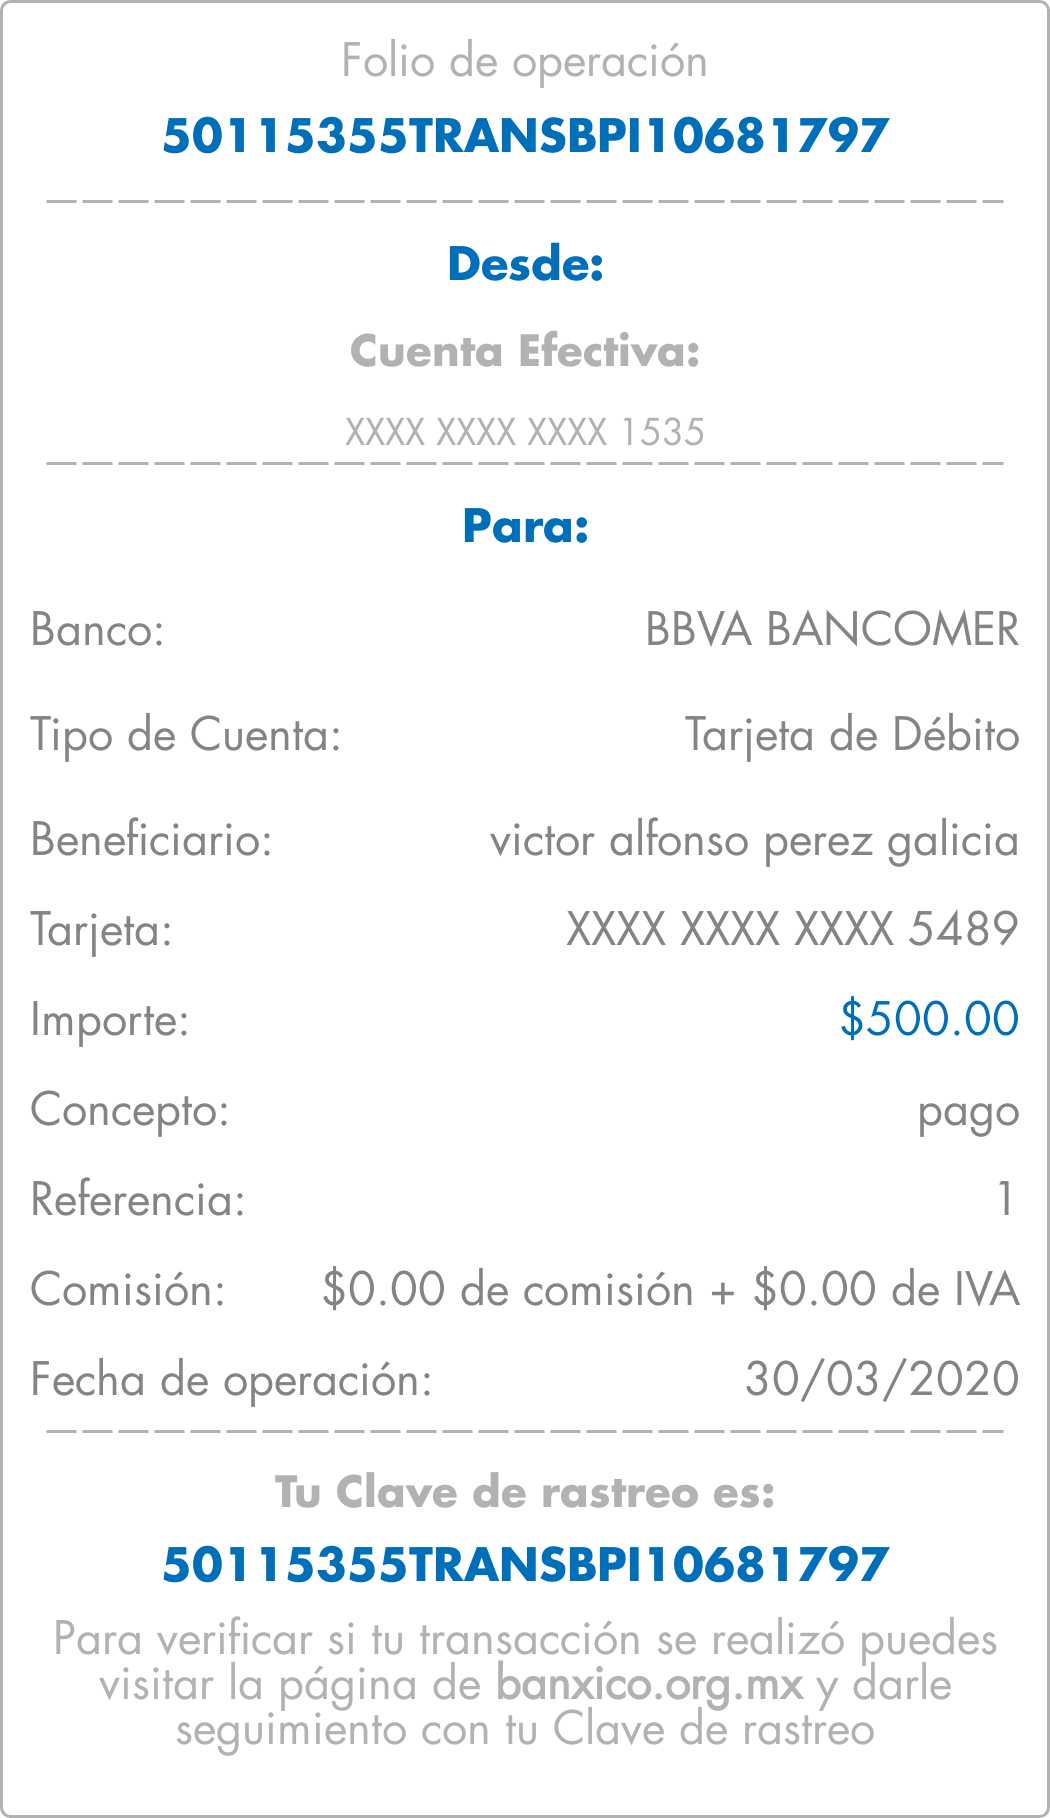 Folio de operación
50115355TRANSBPI10681797
Desde:
Cuenta Efectiva:
XXXX XXXX XXXX 1535
Para:
Banco: BBVA BANCOMER
Tipo de Cuenta: Tarjeta de Débito
Beneficiario: victor alfonso perez galicia
Tarjeta: XXXX XXXX XXXX 5489
Importe: $500.00
Concepto: pago
Referencia: 1
Comisión: $0.00 de comisión + $0.00 de IVA
Fecha de operación: 30/03/2020
Tu Clave de rastreo es:
50115355TRANSBPI10681797
Para verificar si tu transacción se realizó puedes
visitar la página de banxico.org.mx y darle
seguimiento con tu Clave de rastreo